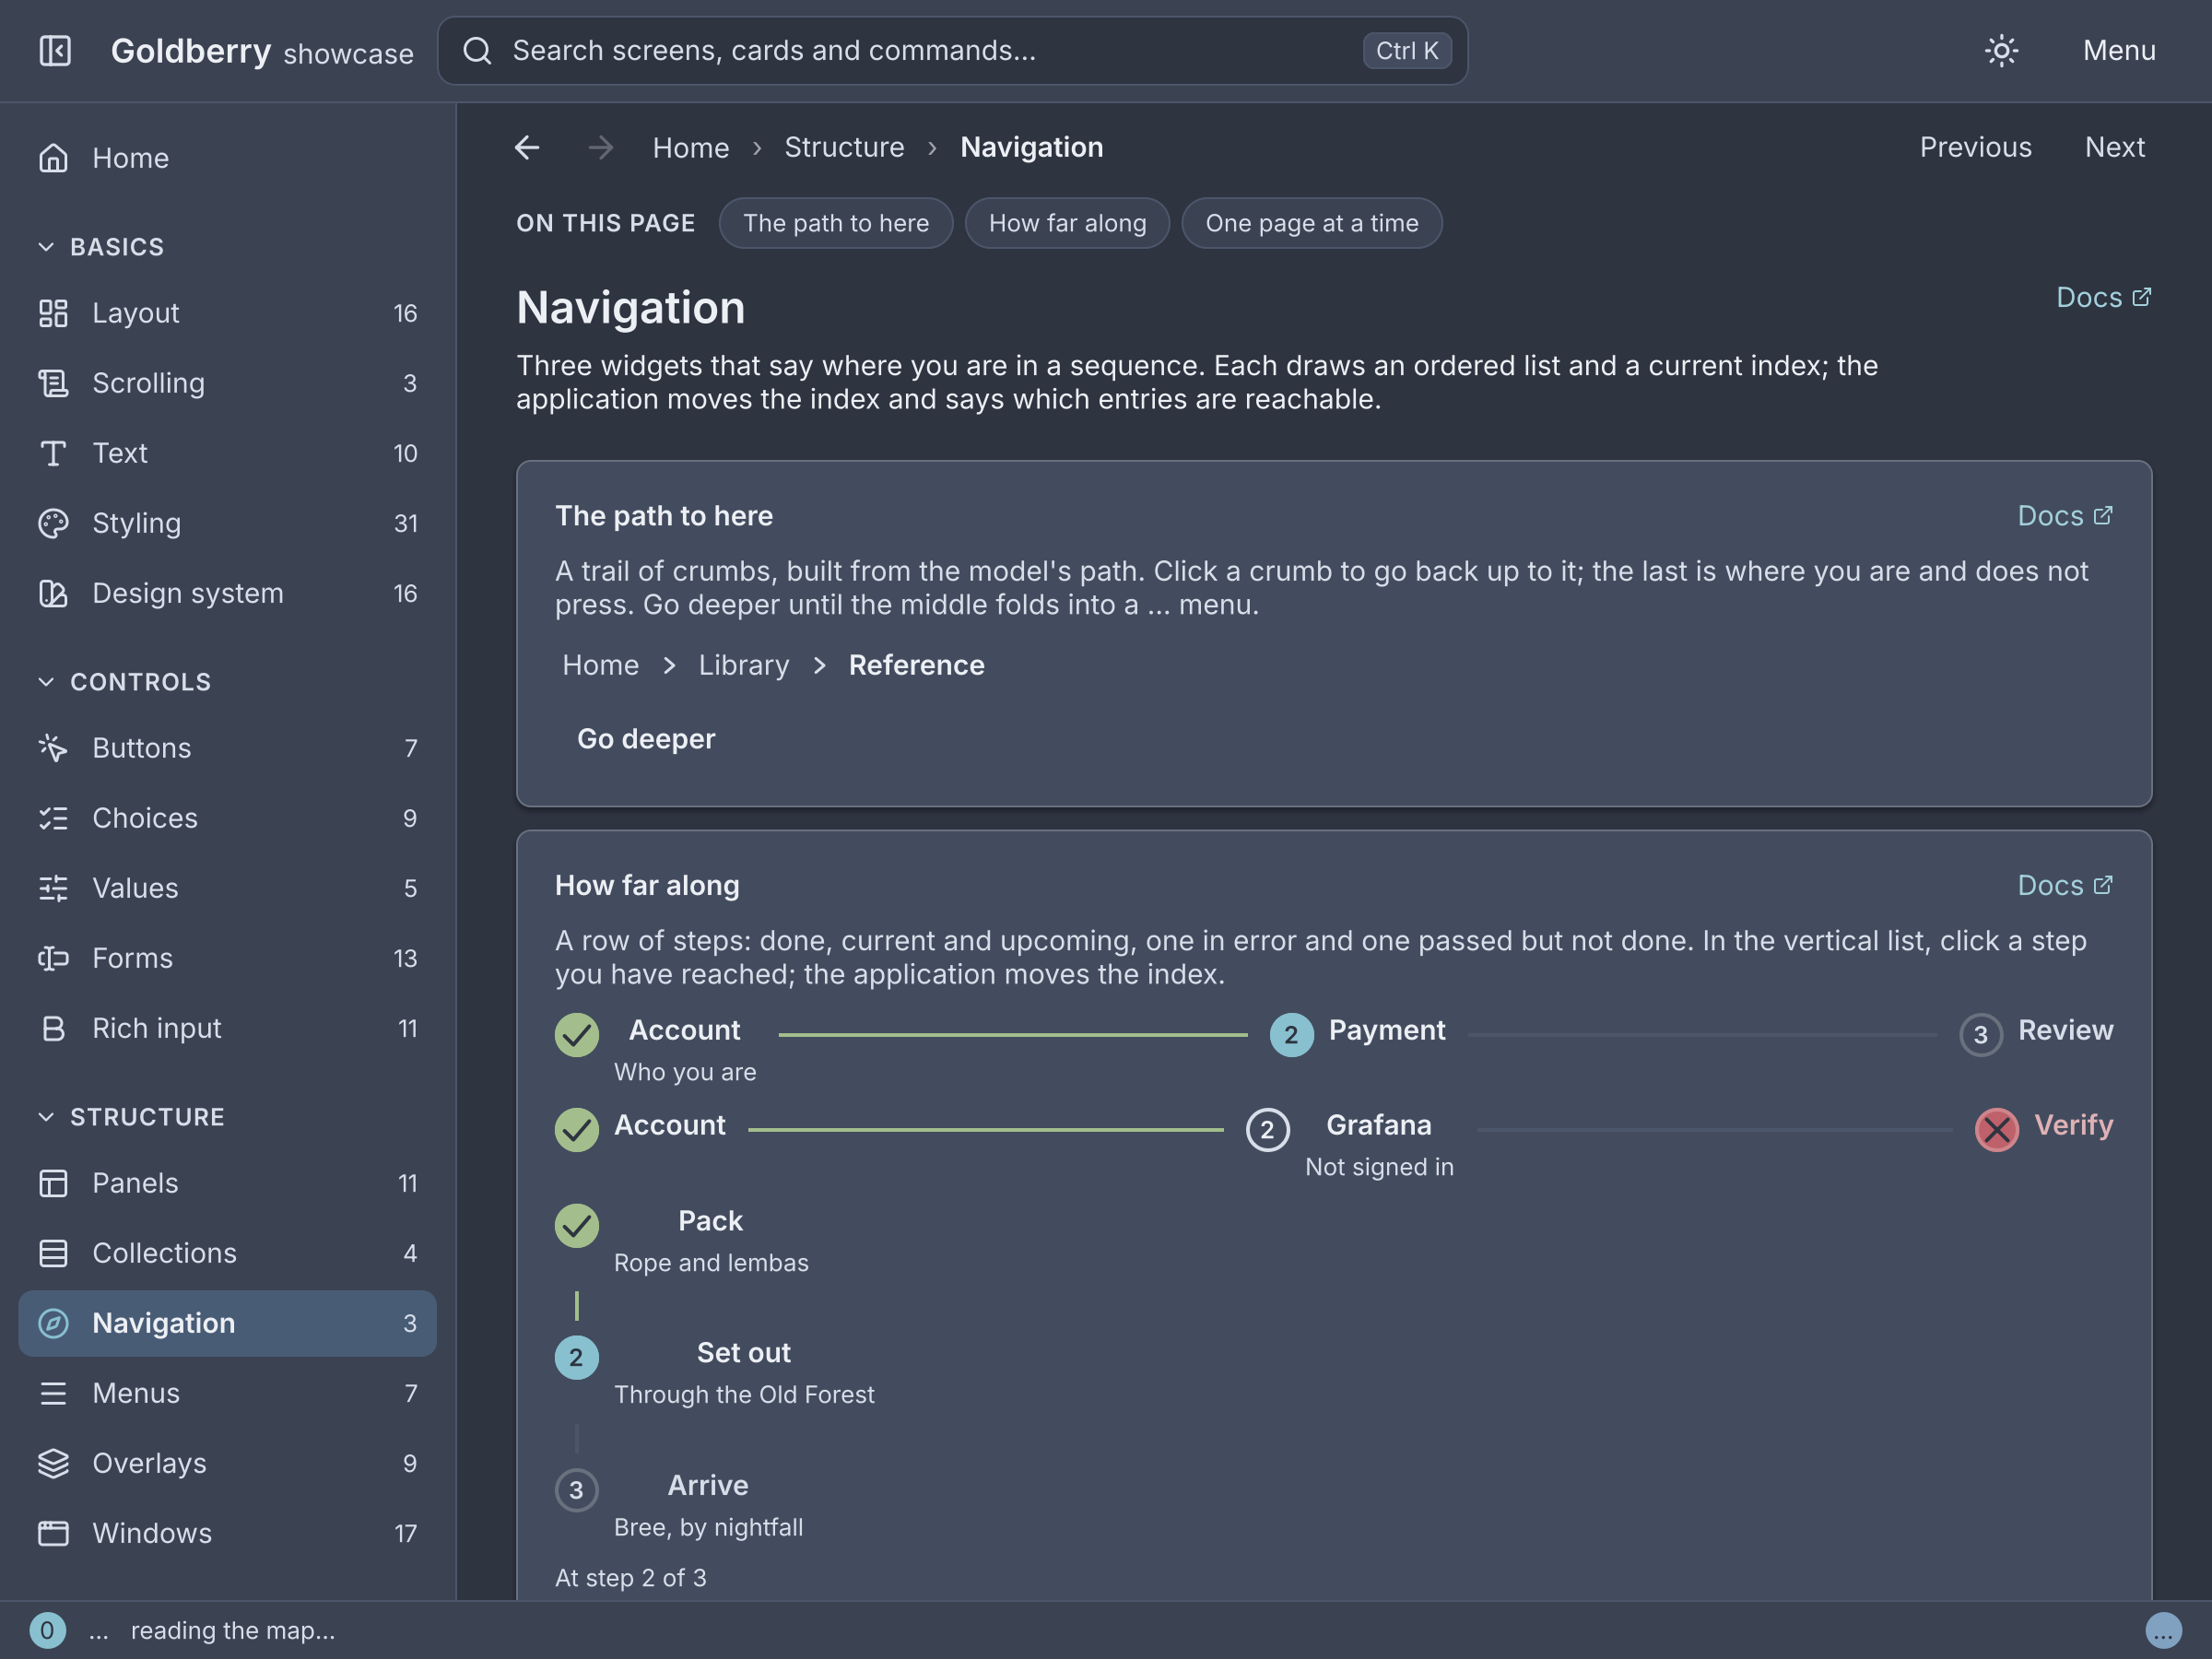 Goldberry showcase
Search screens, cards and commands...
Ctrl K
Menu
Home
BASICS
Layout 16
Scrolling 3
Text 10
Styling 31
Design system 16
CONTROLS
Buttons 7
Choices 9
Values 5
Forms 13
Rich input 11
STRUCTURE
Panels 11
Collections 4
Navigation 3
Menus 7
Overlays 9
Windows 17
Home › Structure › Navigation
Previous Next
ON THIS PAGE The path to here How far along One page at a time
Navigation
Docs
Three widgets that say where you are in a sequence. Each draws an ordered list and a current index; the
application moves the index and says which entries are reachable.
The path to here
Docs
A trail of crumbs, built from the model's path. Click a crumb to go back up to it; the last is where you are and does not
press. Go deeper until the middle folds into a ... menu.
Home Library Reference
Go deeper
How far along
Docs
A row of steps: done, current and upcoming, one in error and one passed but not done. In the vertical list, click a step
you have reached; the application moves the index.
Account 2 Payment 3 Review
Who you are
Account 2 Grafana Verify
Not signed in
Pack
Rope and lembas
2 Set out
Through the Old Forest
3 Arrive
Bree, by nightfall
At step 2 of 3
0 ... reading the map... ...